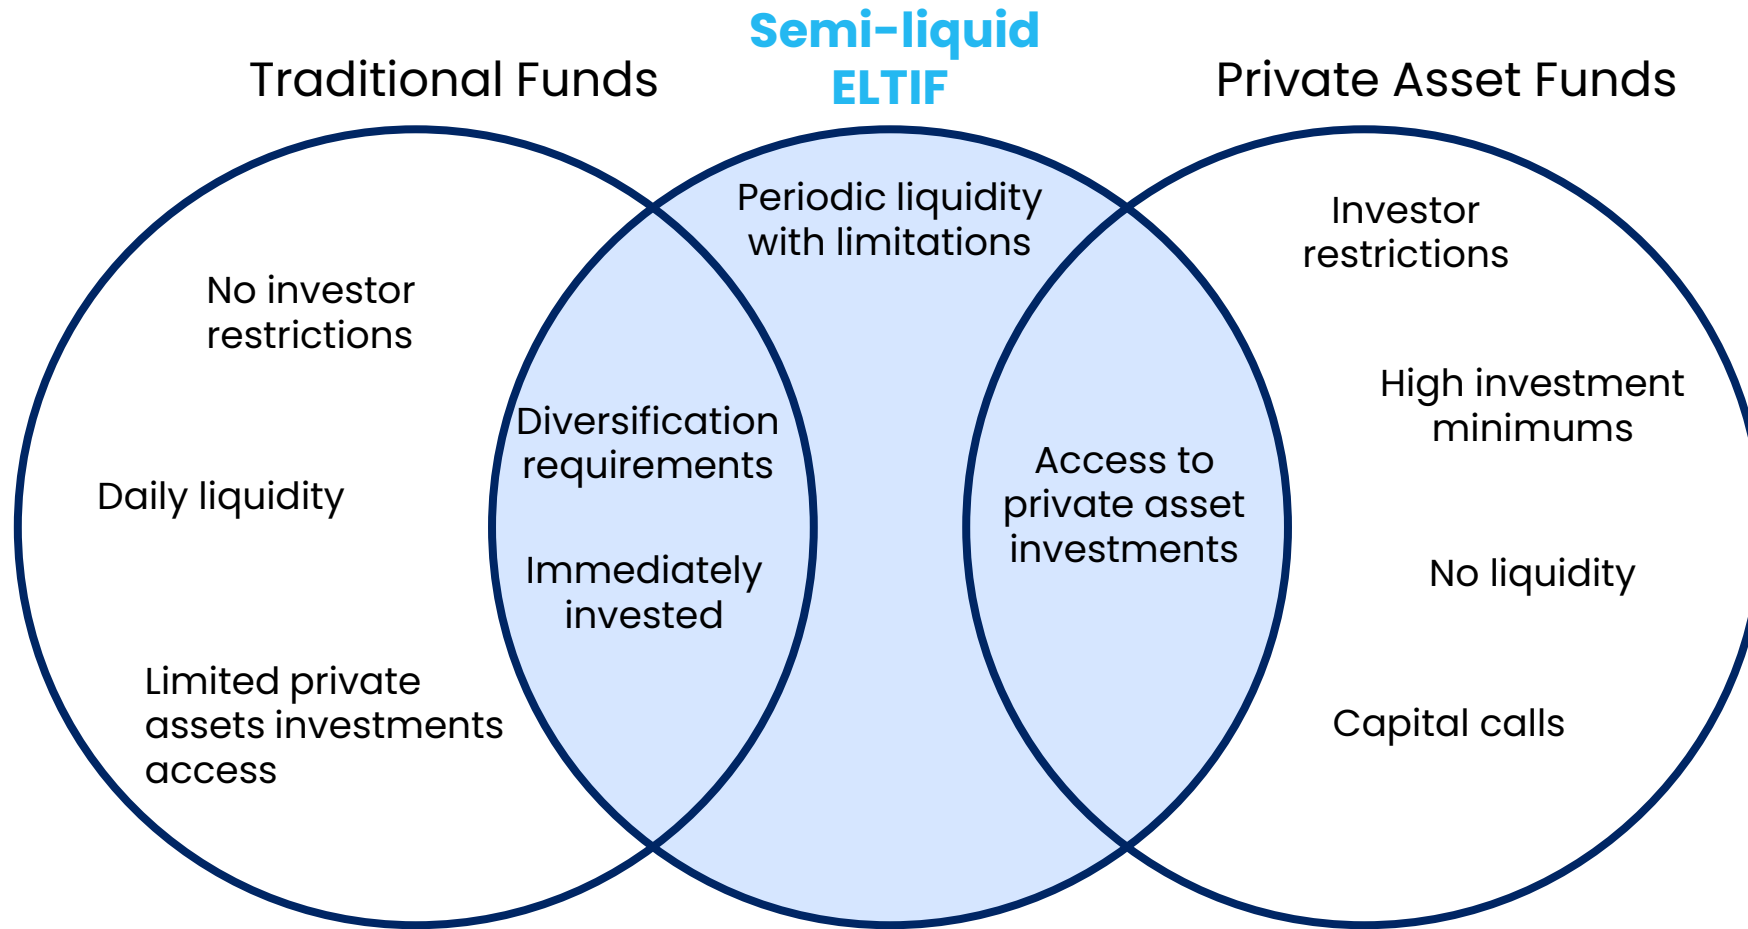 Semi-liquid
ELTIF
Traditional Funds
Private Asset Funds
No investor
restrictions
Daily liquidity
Limited private
assets investments
access
Diversification
requirements
Immediately
invested
Periodic liquidity
with limitations
Access to
private asset
investments
Investor
restrictions
High investment
minimums
No liquidity
Capital calls